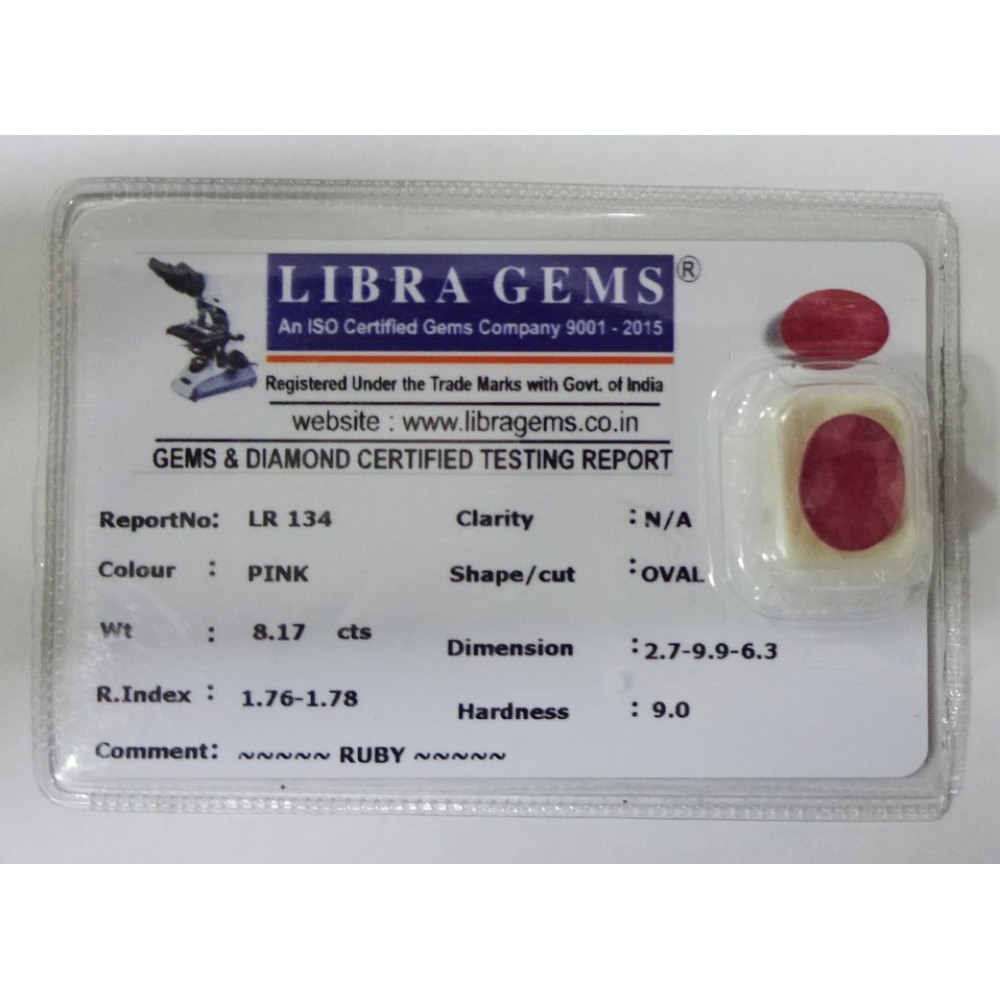 LIBRA GEMS ®
An ISO Certified Gems Company 9001 - 2015
Registered Under the Trade Marks with Govt. of India
website : www.libragems.co.in
GEMS & DIAMOND CERTIFIED TESTING REPORT
ReportNo: LR 134 Clarity : N/A
Colour : PINK Shape/cut : OVAL
Wt : 8.17 cts Dimension : 2.7-9.9-6.3
R.Index : 1.76-1.78 Hardness : 9.0
Comment: ~~~~~ RUBY ~~~~~